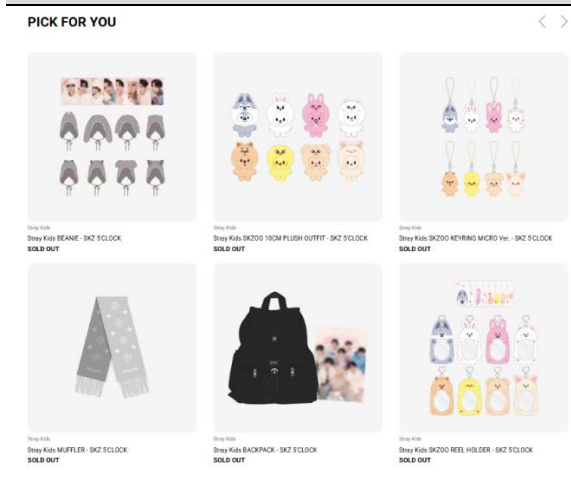 PICK FOR YOU
Stray Kids
Stray Kids BEANIE - SKZ 5'CLOCK
SOLD OUT
Stray Kids
Stray Kids SKZOO 10CM PLUSH OUTFIT - SKZ 5'CLOCK
SOLD OUT
Stray Kids
Stray Kids SKZOO KEYRING MICRO Ver. - SKZ 5'CLOCK
SOLD OUT
Stray Kids
Stray Kids MUFFLER - SKZ 5'CLOCK
SOLD OUT
Stray Kids
Stray Kids BACKPACK - SKZ 5'CLOCK
SOLD OUT
Stray Kids
Stray Kids SKZOO REEL HOLDER - SKZ 5'CLOCK
SOLD OUT